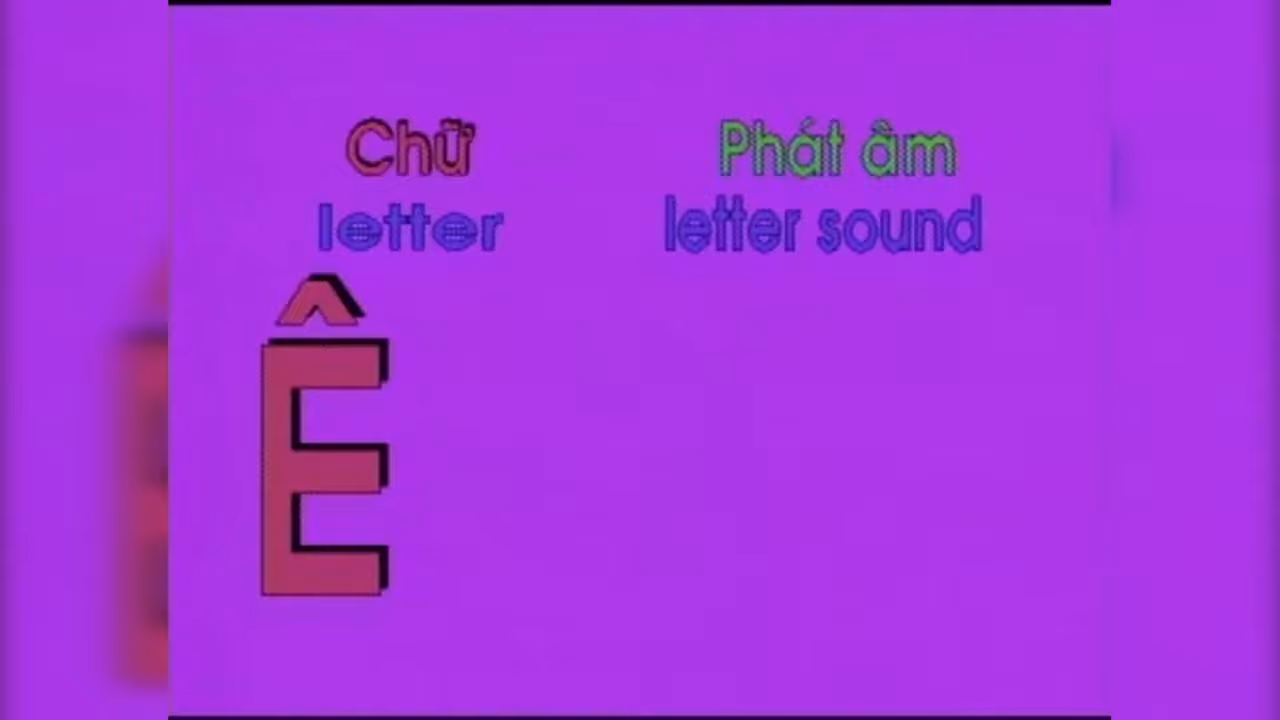 Chữ
Phát âm
letter
letter sound
Ê